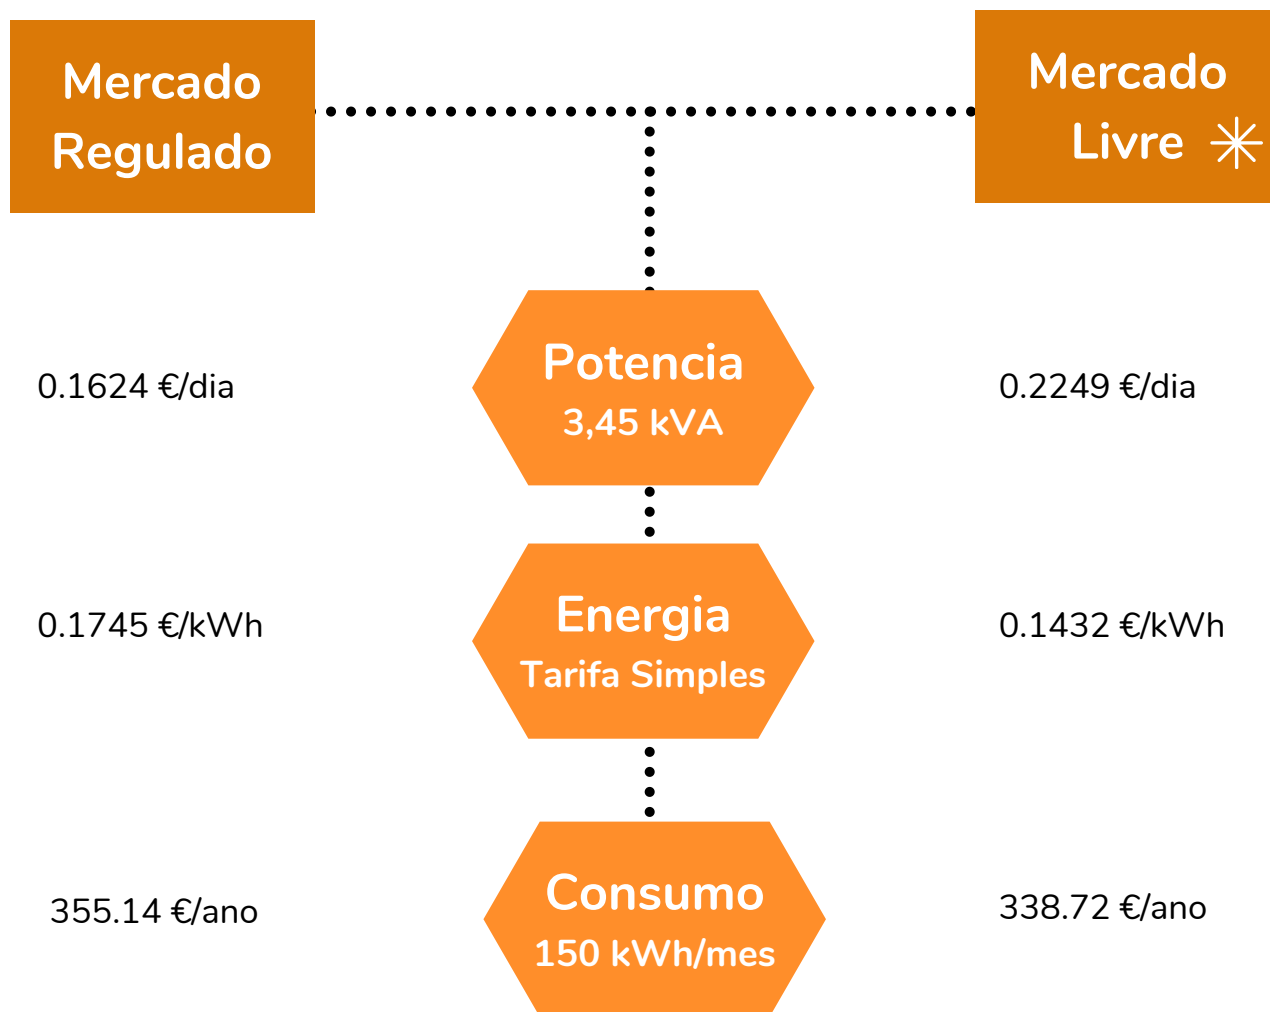 Mercado
Regulado
Mercado
Livre
0.1624 €/dia
Potencia
3,45 kVA
0.2249 €/dia
0.1745 €/kWh
Energia
Tarifa Simples
0.1432 €/kWh
355.14 €/ano
Consumo
150 kWh/mes
338.72 €/ano